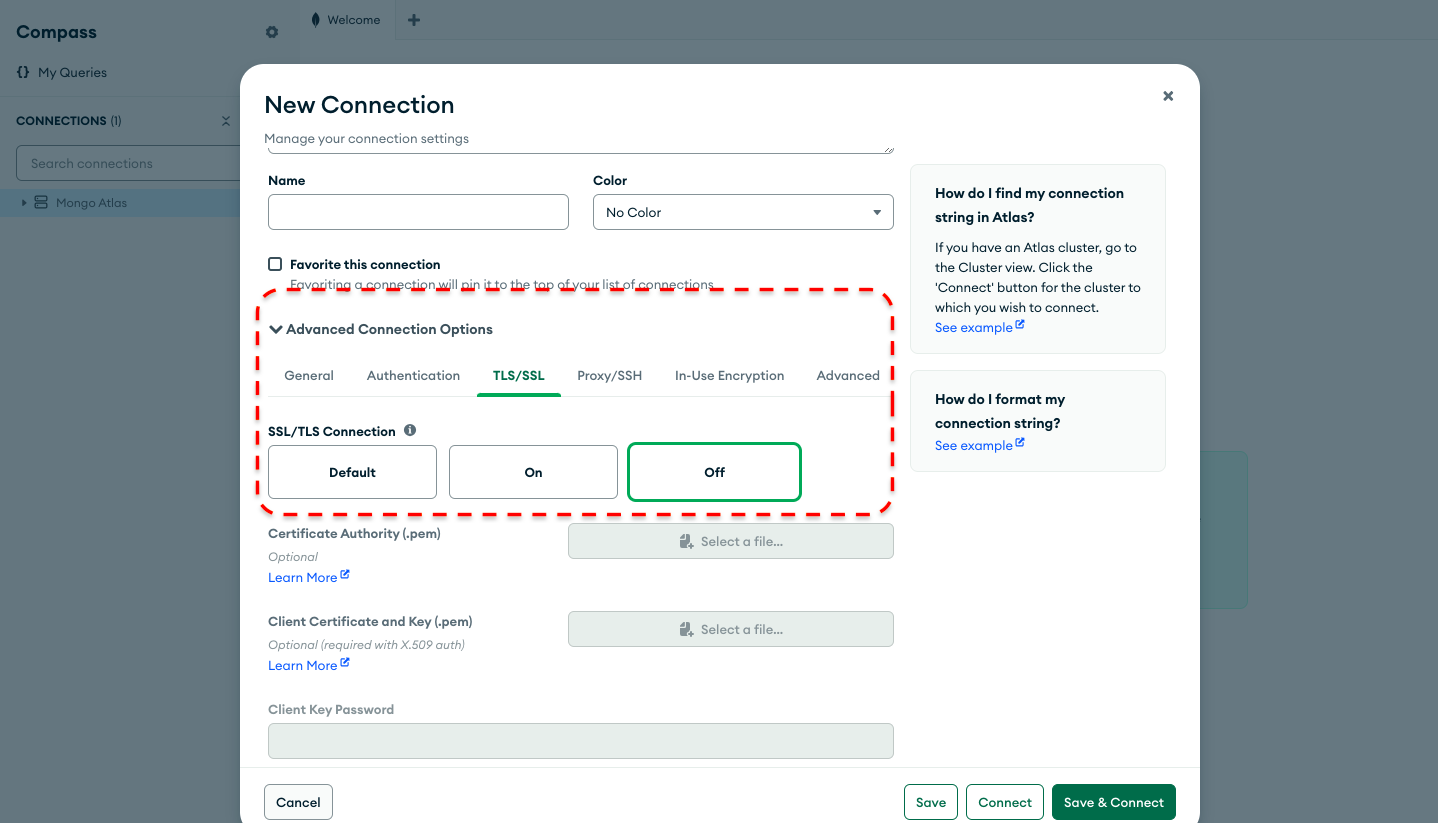 Compass
Welcome
My Queries
CONNECTIONS (1)
Search connections
Mongo Atlas
New Connection
Manage your connection settings
Name
Color
No Color
Favorite this connection
Favoriting a connection will pin it to the top of your list of connections
Advanced Connection Options
General Authentication TLS/SSL Proxy/SSH In-Use Encryption Advanced
SSL/TLS Connection
Default On Off
Certificate Authority (.pem)
Optional
Learn More
Select a file...
Client Certificate and Key (.pem)
Optional (required with X.509 auth)
Learn More
Select a file...
Client Key Password
How do I find my connection
string in Atlas?
If you have an Atlas cluster, go to
the Cluster view. Click the
'Connect' button for the cluster to
which you wish to connect.
See example
How do I format my
connection string?
See example
Cancel
Save
Connect
Save & Connect